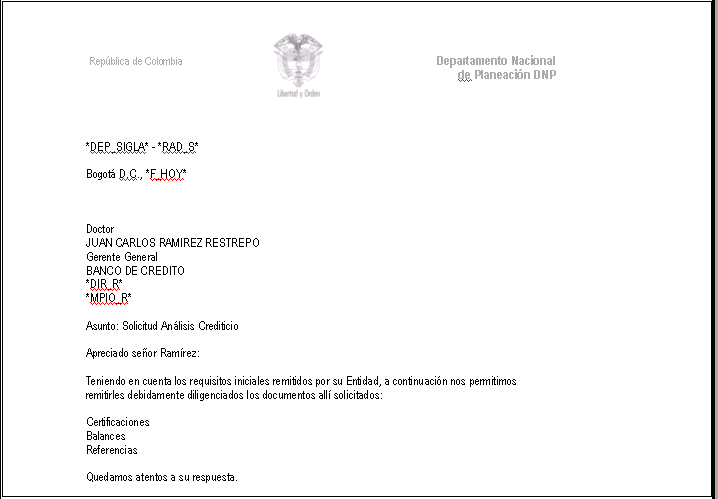 República de Colombia
Libertad y Orden
Departamento Nacional
de Planeación DNP
*DEP_SIGLA* - *RAD_S*
Bogotá D.C., *F_HOY*
Doctor
JUAN CARLOS RAMIREZ RESTREPO
Gerente General
BANCO DE CREDITO
*DIR_R*
*MPIO_R*
Asunto: Solicitud Análisis Crediticio
Apreciado señor Ramírez:
Teniendo en cuenta los requisitos iniciales remitidos por su Entidad, a continuación nos permitimos
remitirles debidamente diligenciados los documentos allí solicitados:
Certificaciones
Balances
Referencias
Quedamos atentos a su respuesta.